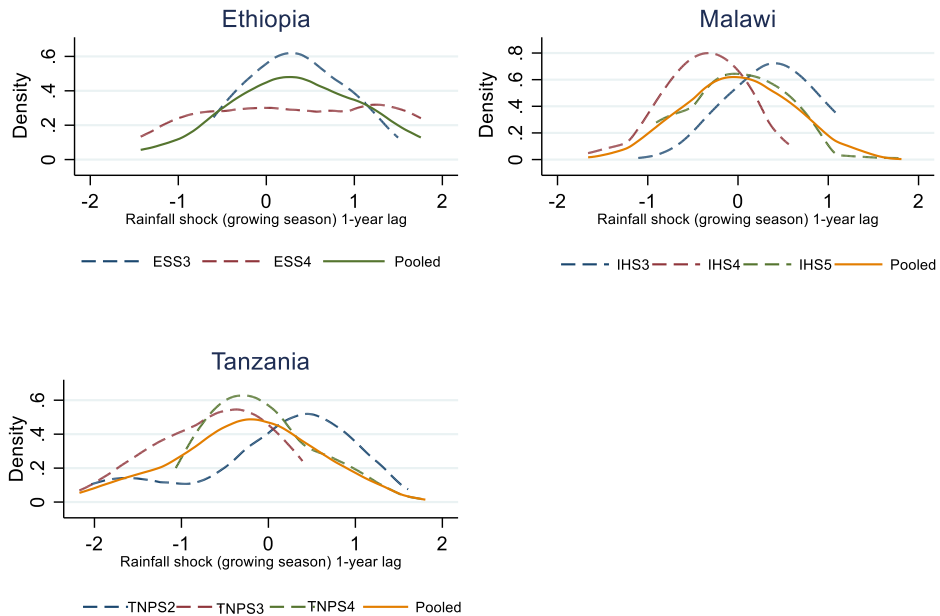 Ethiopia
Density
.6
.4
.2
0
-2 -1 0 1 2
Rainfall shock (growing season) 1-year lag
ESS3 ESS4 Pooled
Malawi
Density
.8
.6
.4
.2
0
-2 -1 0 1 2
Rainfall shock (growing season) 1-year lag
IHS3 IHS4 IHS5 Pooled
Tanzania
Density
.6
.4
.2
0
-2 -1 0 1 2
Rainfall shock (growing season) 1-year lag
TNPS2 TNPS3 TNPS4 Pooled